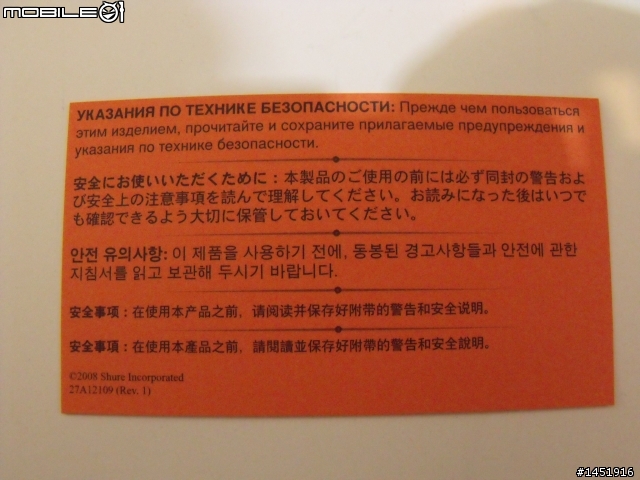 MOBILE01
УКАЗАНИЯ ПО ТЕХНИКЕ БЕЗОПАСНОСТИ: Прежде чем пользоваться
этим изделием, прочитайте и сохраните прилагаемые предупреждения и
указания по технике безопасности.
安全にお使いいただくために：本製品のご使用の前には必ず同封の警告およ
び安全上の注意事項を読んで理解してください。お読みになった後はいつで
も確認できるよう大切に保管しておいてください。
안전 유의사항: 이 제품을 사용하기 전에, 동봉된 경고사항들과 안전에 관한
지침서를 읽고 보관해 두시기 바랍니다.
安全事项：在使用本产品之前，请阅读并保存好附带的警告和安全说明。
安全事項：在使用本產品之前，請閱讀並保存好附帶的警告和安全說明。
©2008 Shure Incorporated
27A12109 (Rev. 1)
#1451916